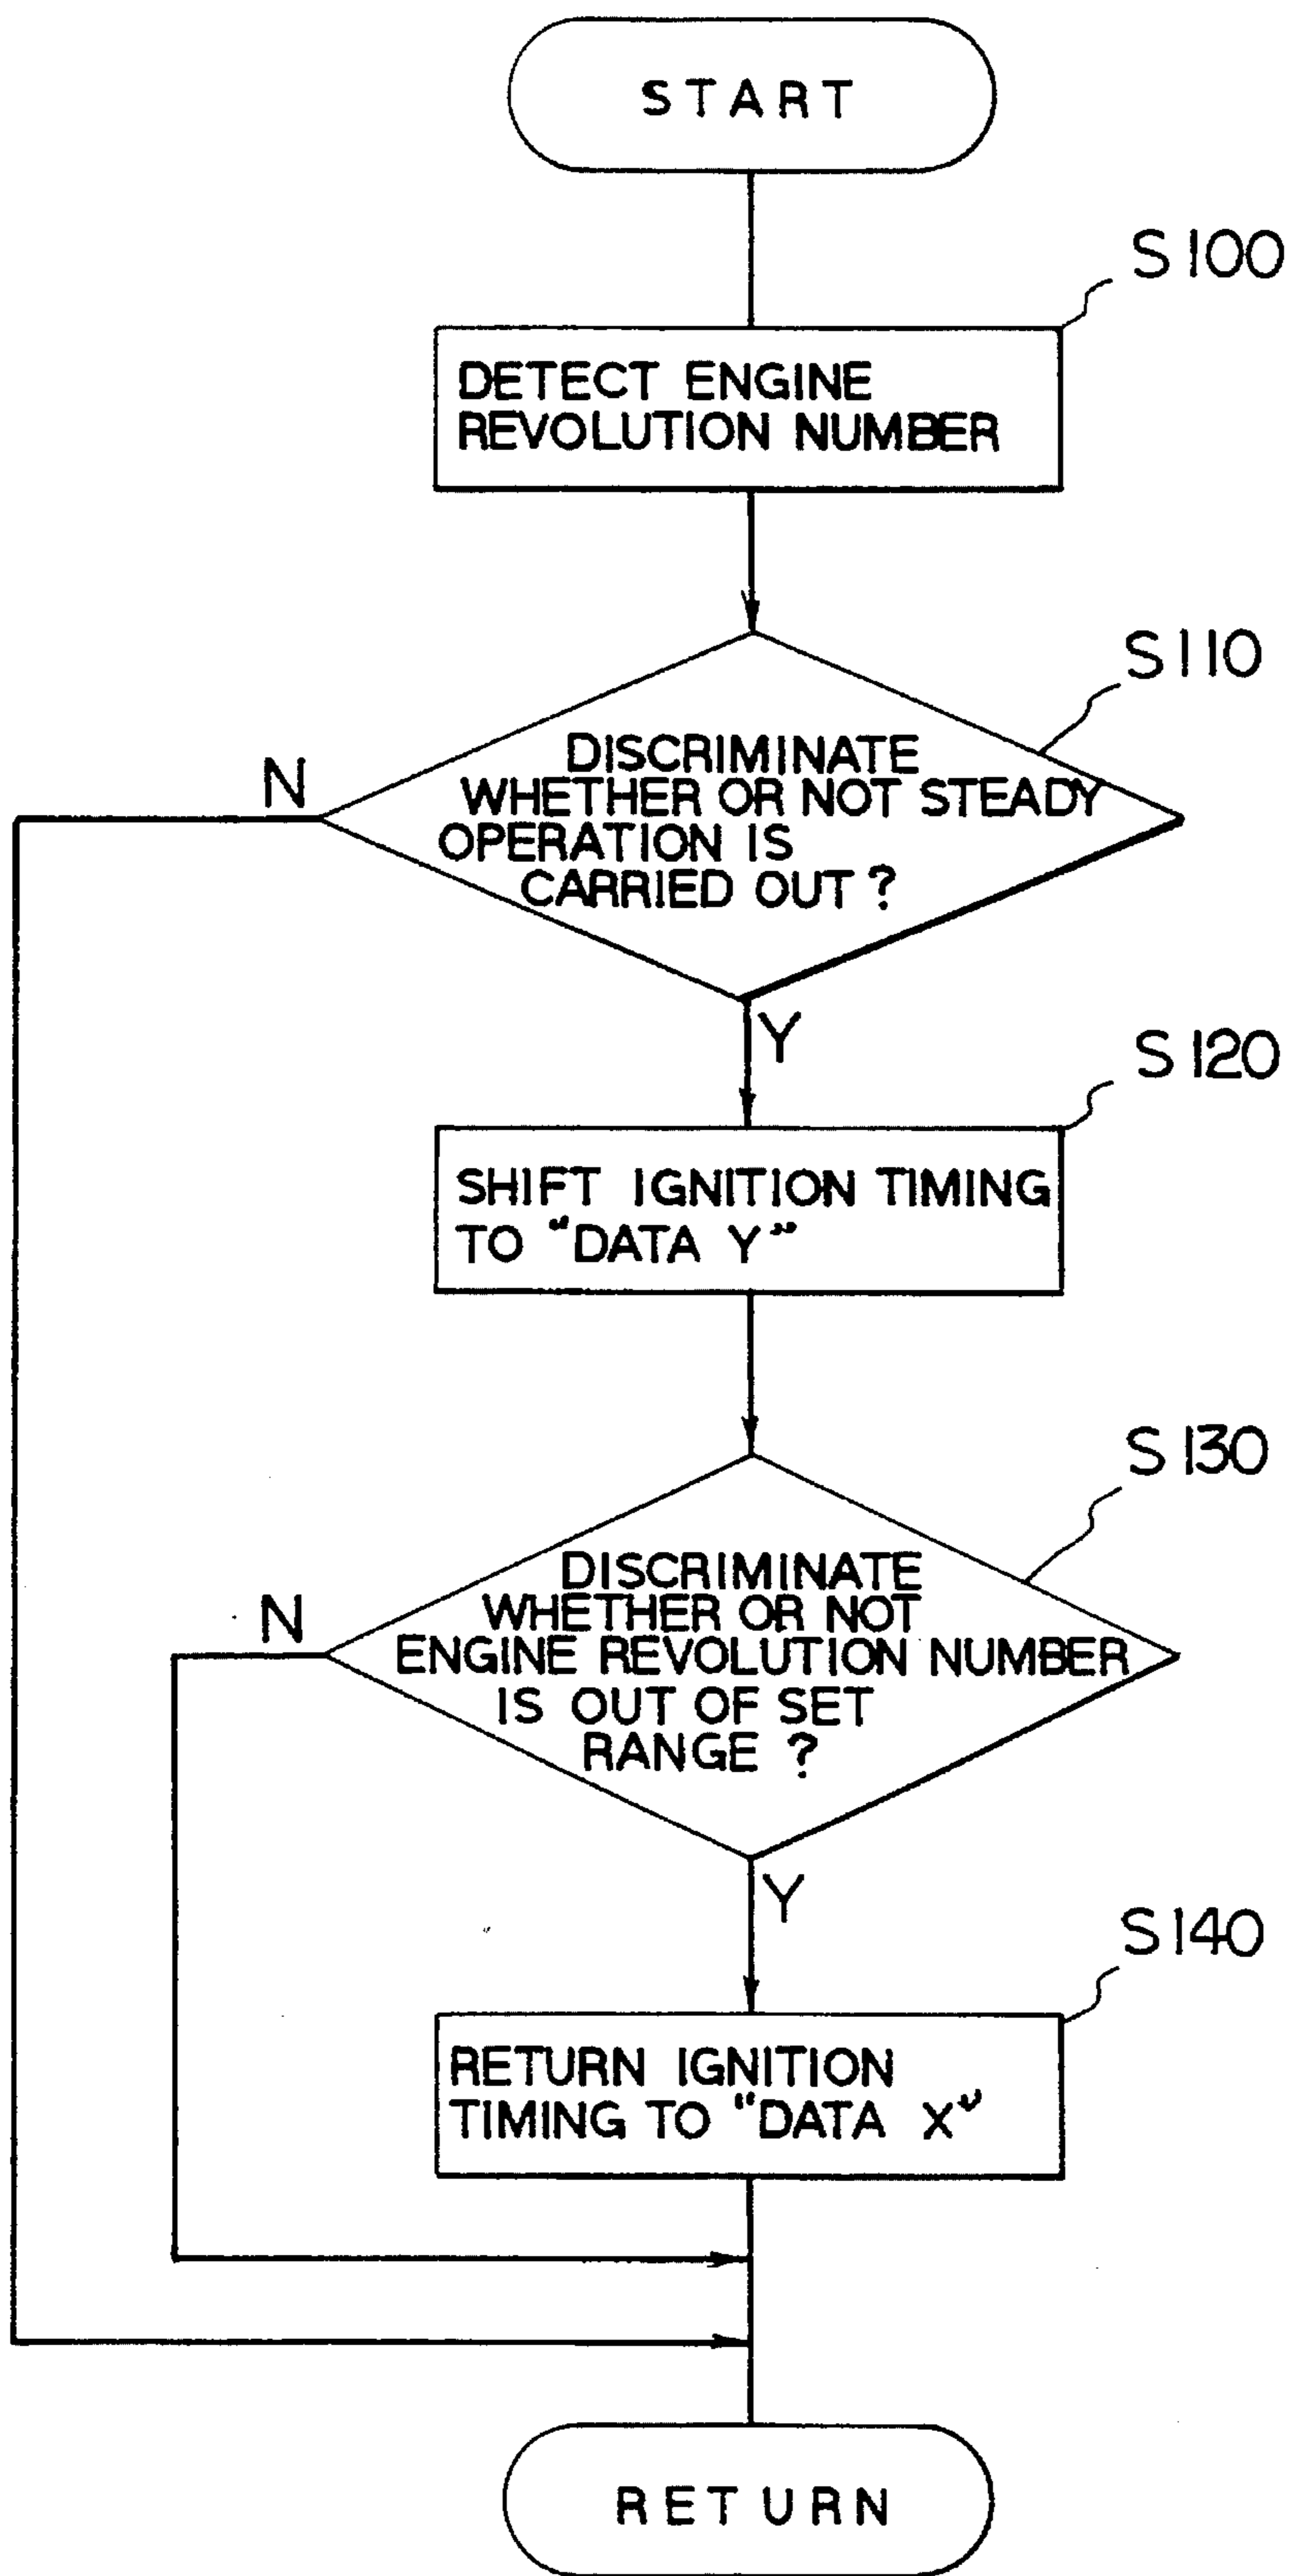 START
S100
DETECT ENGINE
REVOLUTION NUMBER
S110
DISCRIMINATE
WHETHER OR NOT STEADY
OPERATION IS
CARRIED OUT?
N
Y
S120
SHIFT IGNITION TIMING
TO "DATA Y"
S130
DISCRIMINATE
WHETHER OR NOT
ENGINE REVOLUTION NUMBER
IS OUT OF SET
RANGE ?
N
Y
S140
RETURN IGNITION
TIMING TO "DATA X"
RETURN